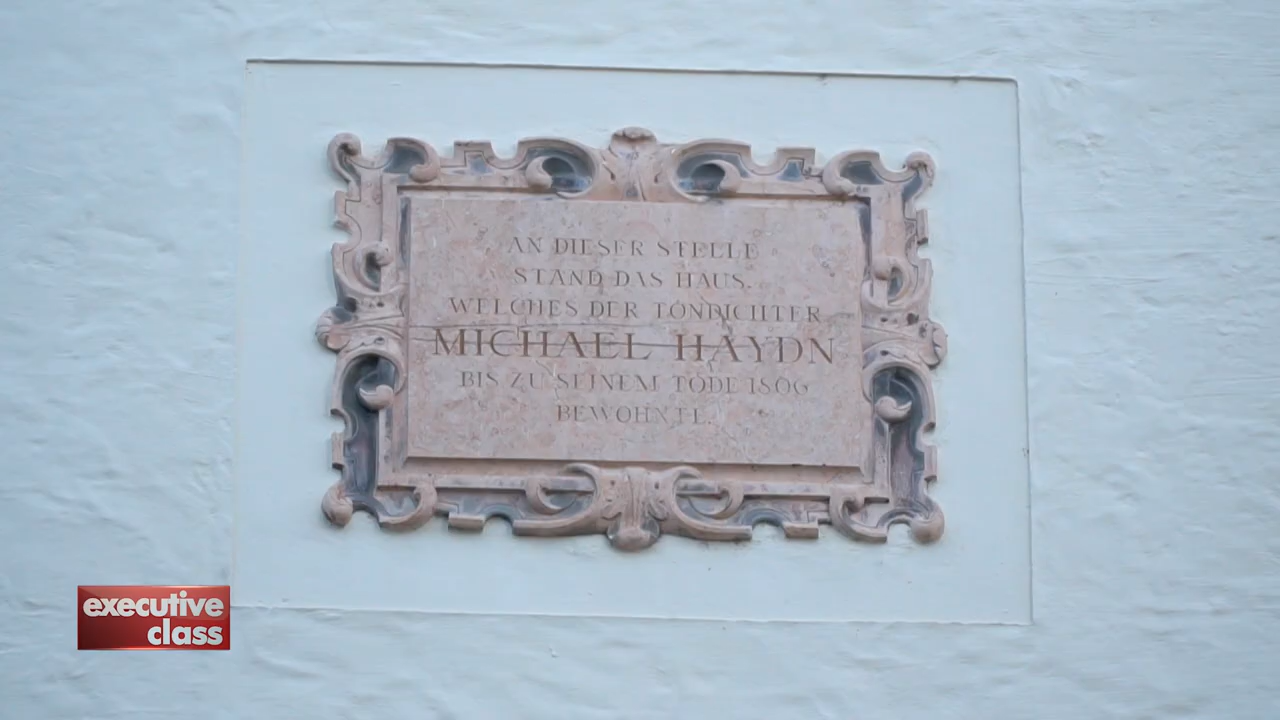 AN DIESER STELLE
STAND DAS HAUS,
WELCHES DER TONDICHTER
MICHAEL HAYDN
BIS ZU SEINEM TODE 1806
BEWOHNTE.
executive
class